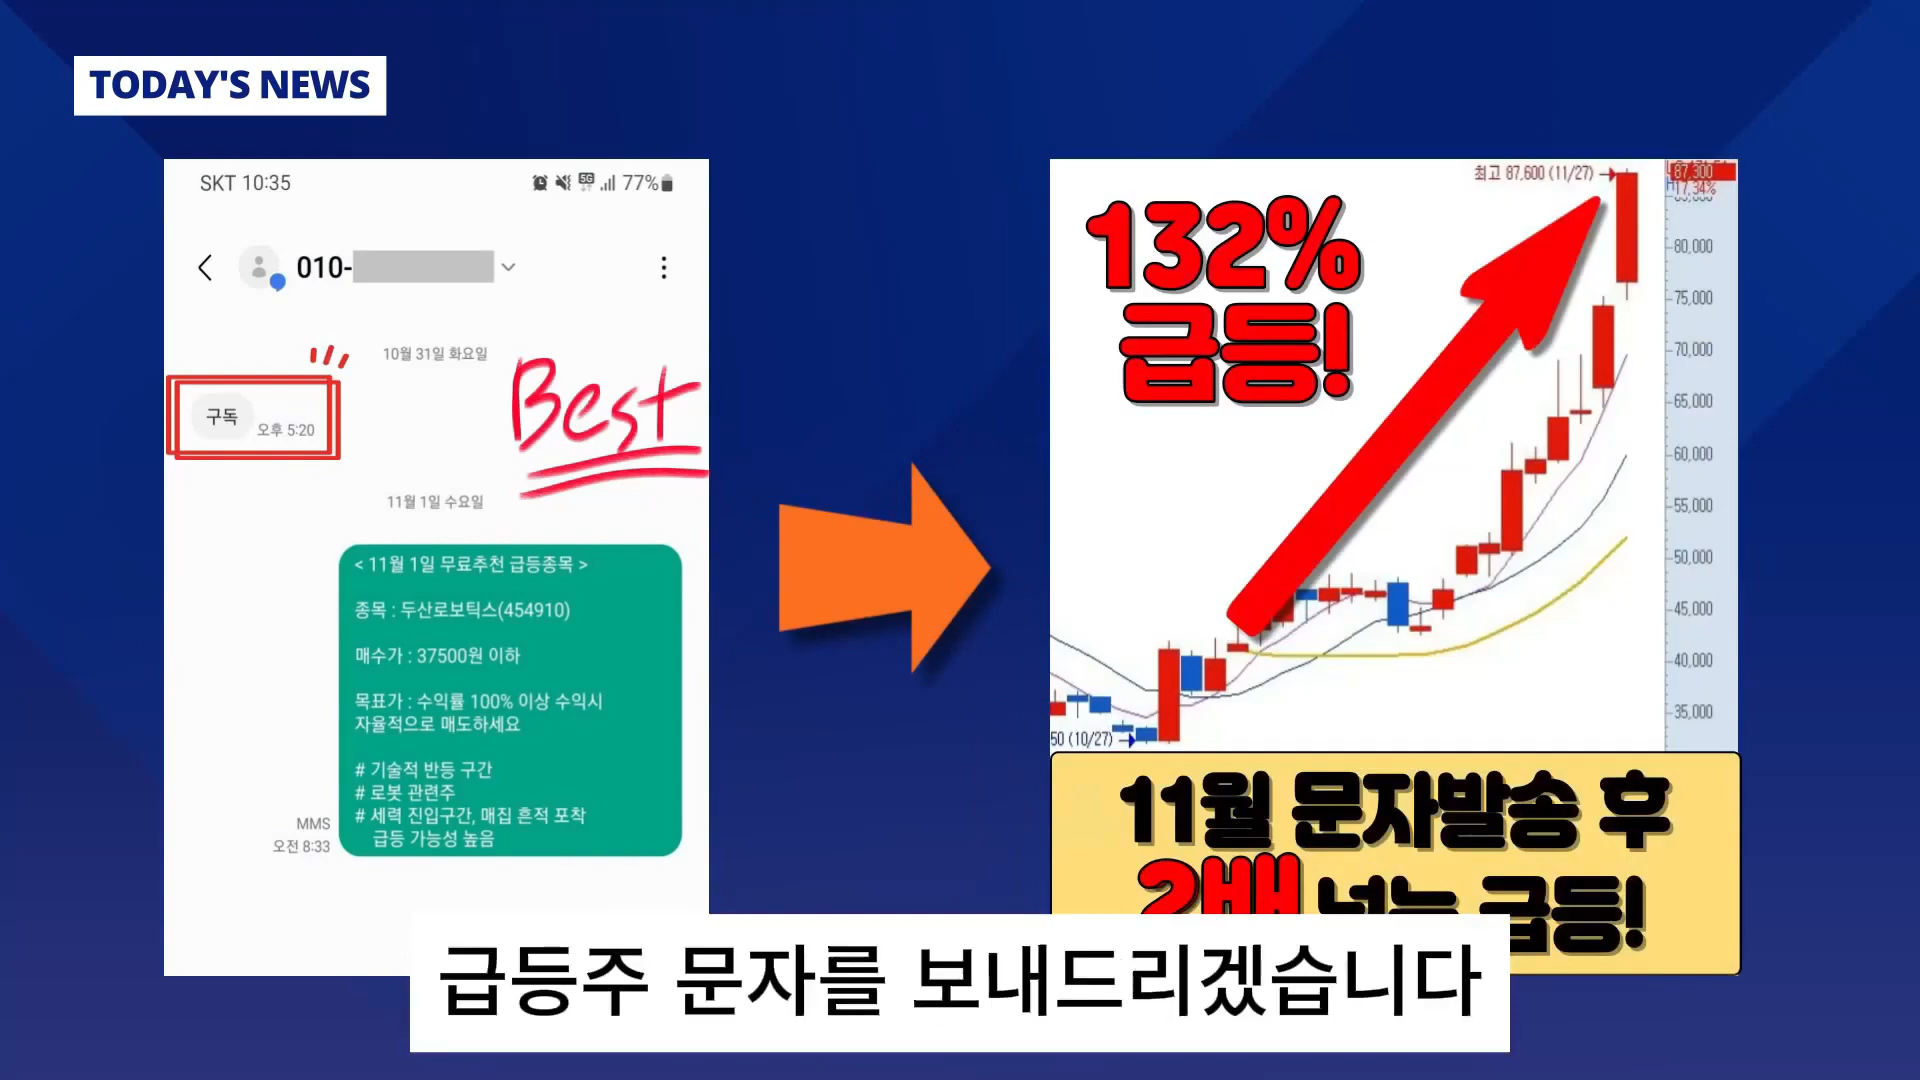 TODAY'S NEWS
SKT 10:35
5G
77%
010-
10월 31일 화요일
구독
오후 5:20
Best
11월 1일 수요일
< 11월 1일 무료추천 급등종목 >
종목 : 두산로보틱스(454910)
매수가 : 37500원 이하
목표가 : 수익률 100% 이상 수익시
자율적으로 매도하세요
# 기술적 반등 구간
# 로봇 관련주
# 세력 진입구간, 매집 흔적 포착
급등 가능성 높음
MMS
오전 8:33
132%
급등!
최고 87,600 (11/27)
87,300
17.34%
80,000
75,000
70,000
65,000
60,000
55,000
50,000
45,000
40,000
35,000
50 (10/27)
11월 문자발송 후
2배 넘는 급등!
급등주 문자를 보내드리겠습니다